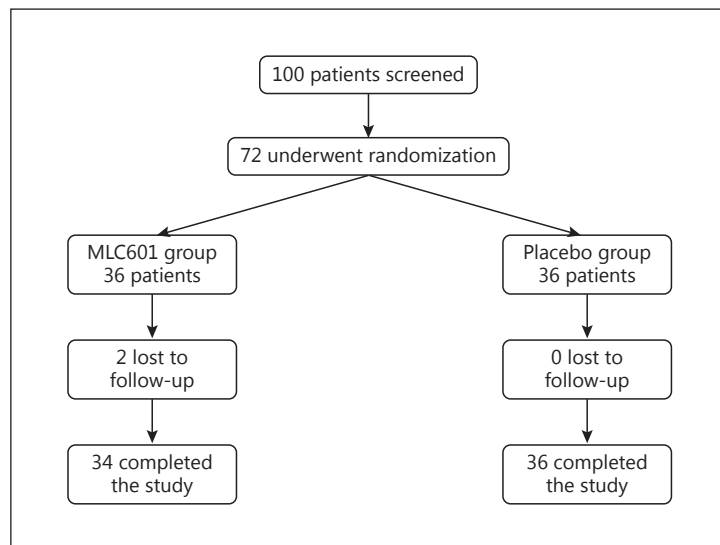 100 patients screened
72 underwent randomization
MLC601 group
36 patients
Placebo group
36 patients
2 lost to
follow-up
0 lost to
follow-up
34 completed
the study
36 completed
the study